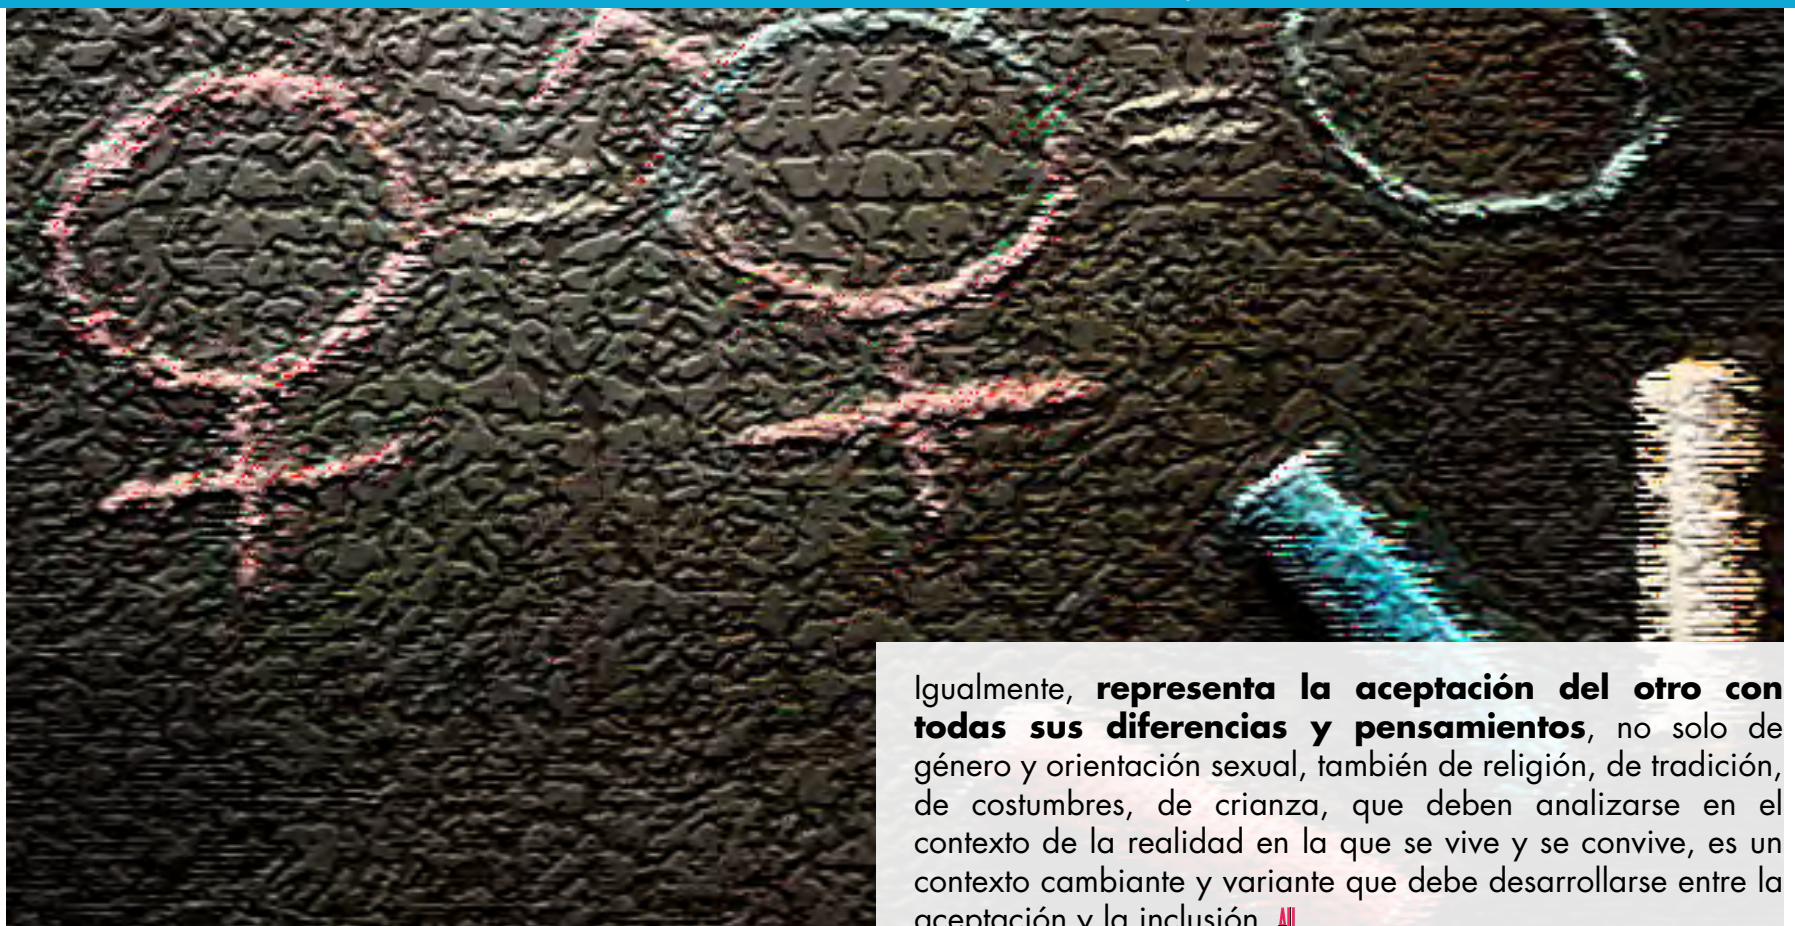 Igualmente, representa la aceptación del otro con
todas sus diferencias y pensamientos, no solo de
género y orientación sexual, también de religión, de tradición,
de costumbres, de crianza, que deben analizarse en el
contexto de la realidad en la que se vive y se convive, es un
contexto cambiante y variante que debe desarrollarse entre la
aceptación y la inclusión.